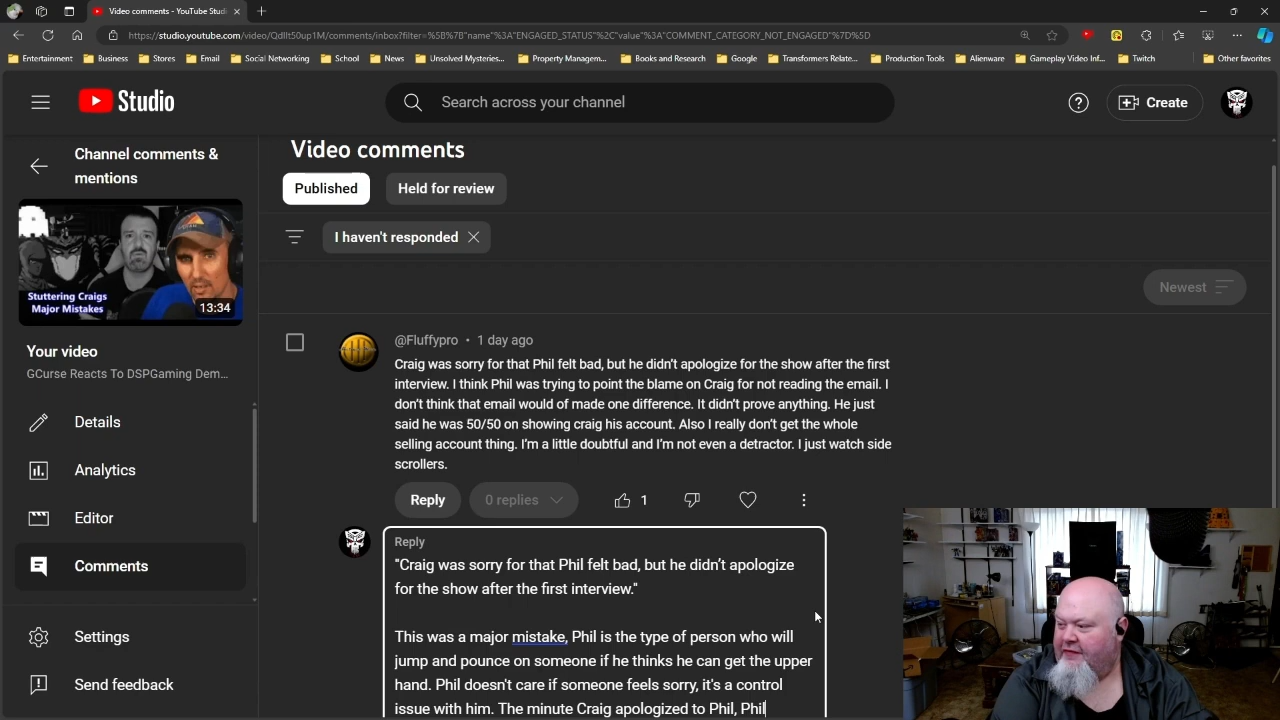 Video comments - YouTube Studi
https://studio.youtube.com/video/QdIlt50up1M/comments/inbox?filter=%5B%7B"name"%3A"ENGAGED_STATUS"%2C"value"%3A"COMMENT_CATEGORY_NOT_ENGAGED"%7D%5D
Entertainment Business Stores Email Social Networking School News Unsolved Mysteries... Property Managem... Books and Research Google Transformers Relate... Production Tools Alienware Gameplay Video Inf... Twitch Other favorites
Studio
Search across your channel
Create
Channel comments &
mentions
Stuttering Craigs
Major Mistakes
13:34
Your video
GCurse Reacts To DSPGaming Dem...
Details
Analytics
Editor
Comments
Settings
Send feedback
Video comments
Published
Held for review
I haven't responded
Newest
@Fluffypro • 1 day ago
Craig was sorry for that Phil felt bad, but he didn't apologize for the show after the first
interview. I think Phil was trying to point the blame on Craig for not reading the email. I
don't think that email would of made one difference. It didn't prove anything. He just
said he was 50/50 on showing craig his account. Also I really don't get the whole
selling account thing. I'm a little doubtful and I'm not even a detractor. I just watch side
scrollers.
Reply
0 replies
1
Reply
"Craig was sorry for that Phil felt bad, but he didn't apologize
for the show after the first interview."
This was a major mistake, Phil is the type of person who will
jump and pounce on someone if he thinks he can get the upper
hand. Phil doesn't care if someone feels sorry, it's a control
issue with him. The minute Craig apologized to Phil, Phil